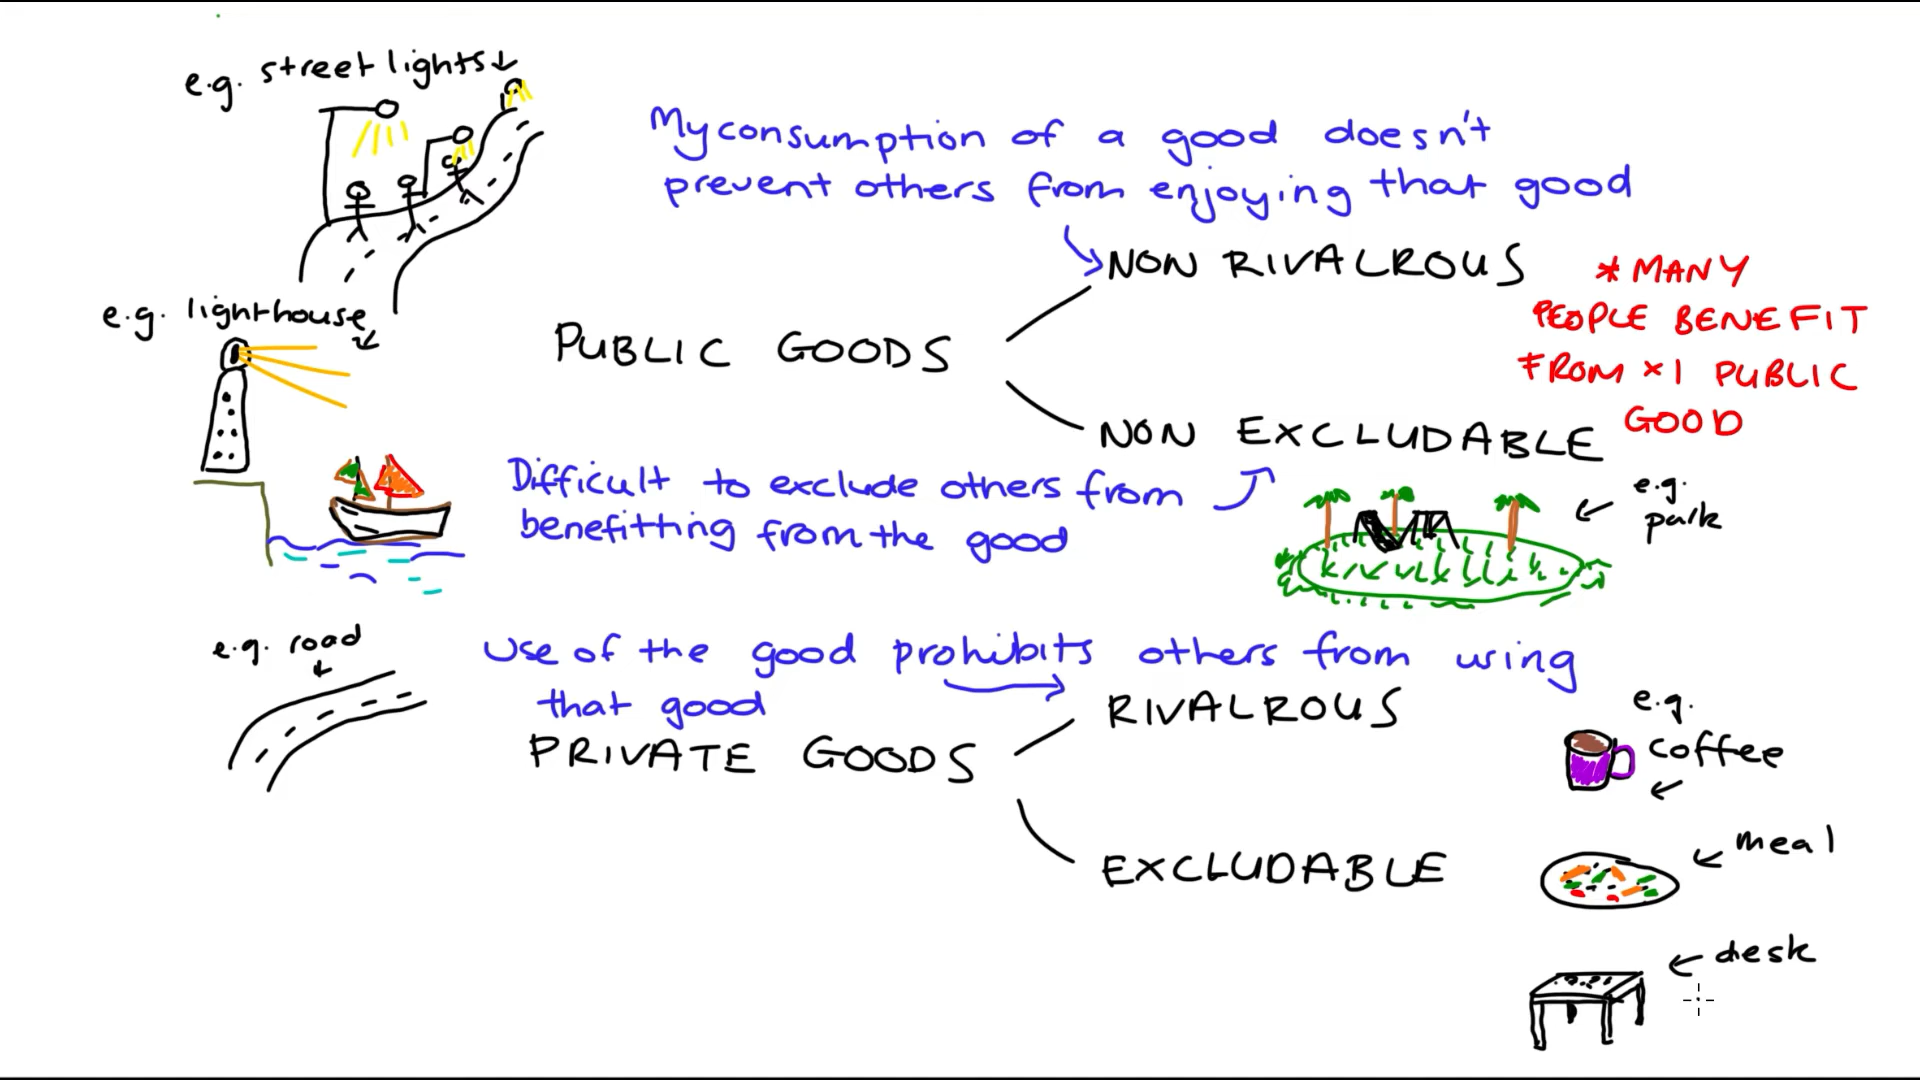 e.g. street lights
My consumption of a good doesn't
prevent others from enjoying that good
NON RIVALROUS
* MANY
PEOPLE BENEFIT
FROM x1 PUBLIC
GOOD
e.g. lighthouse
PUBLIC GOODS
NON EXCLUDABLE
Difficult to exclude others from
benefitting from the good
e.g.
park
e.g. road
Use of the good prohibits others from using
that good
RIVALROUS
PRIVATE GOODS
e.g.
coffee
EXCLUDABLE
meal
desk